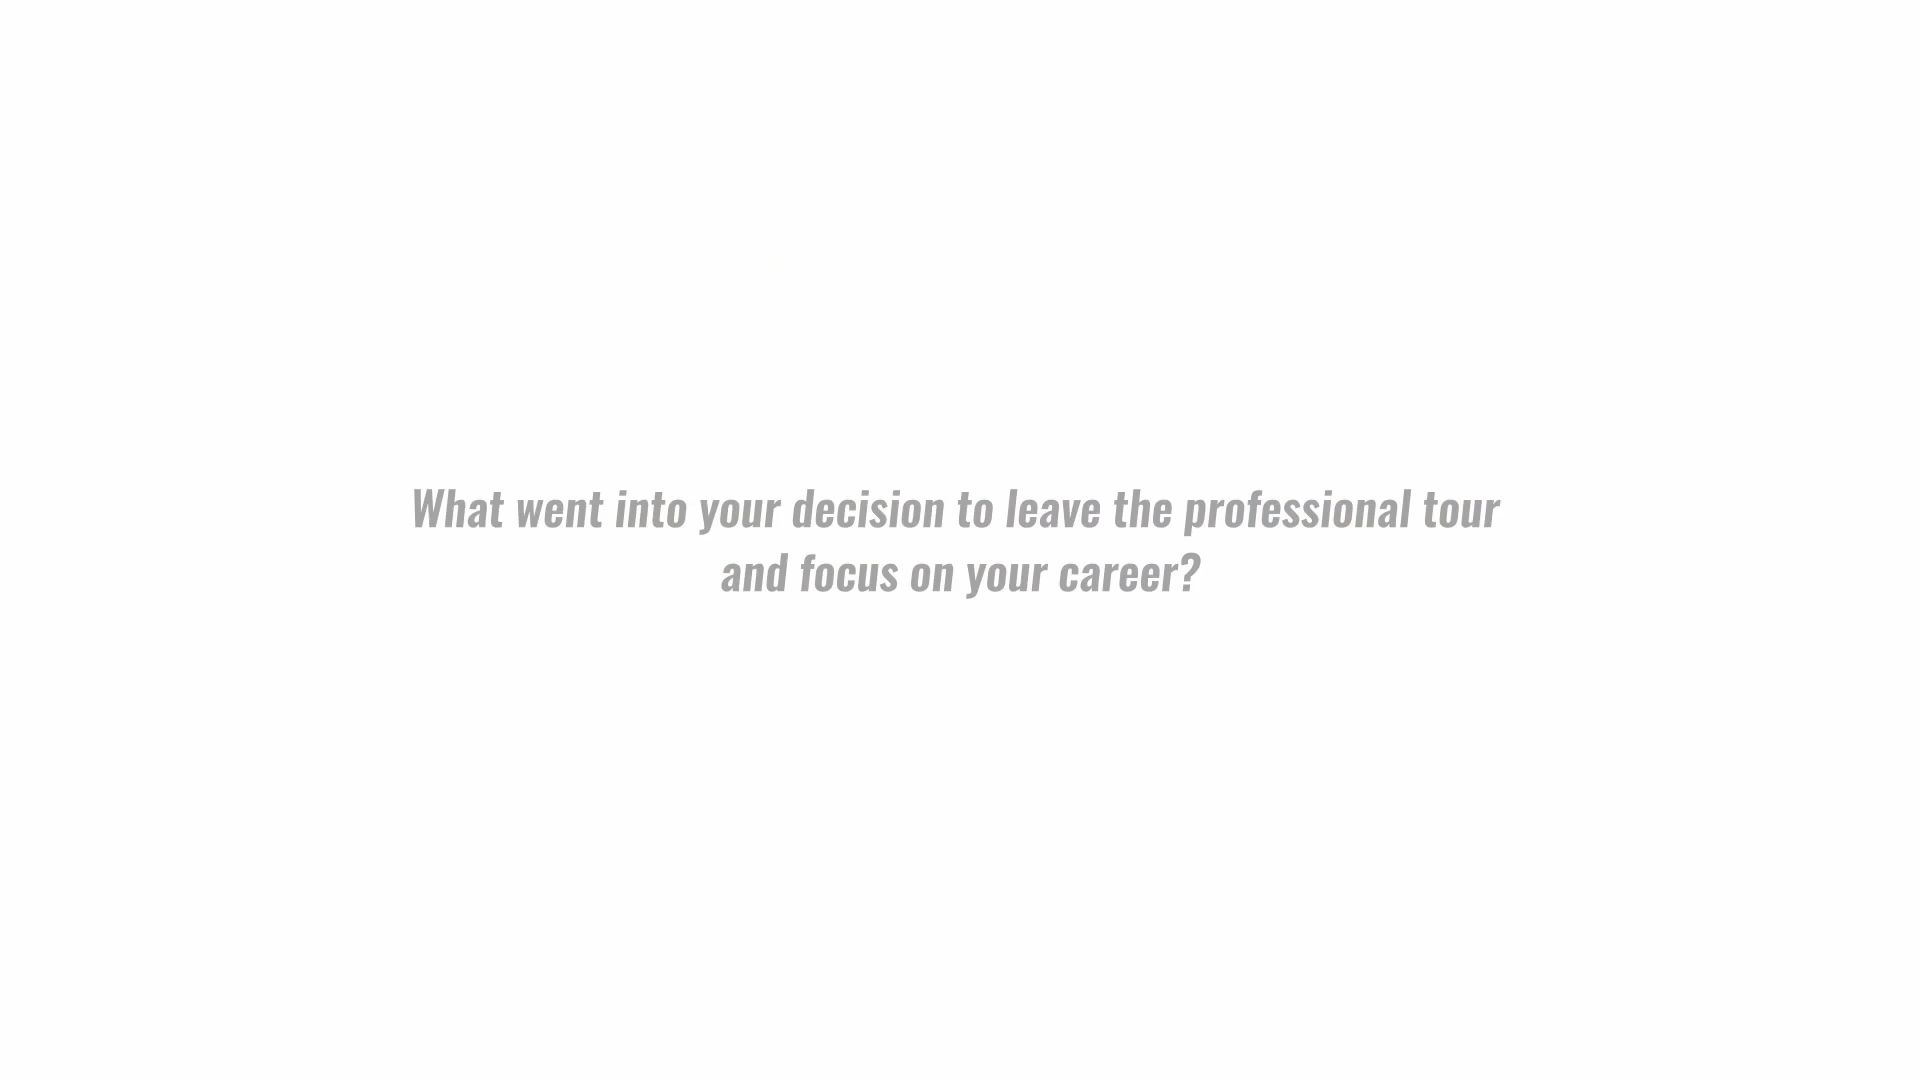 What went into your decision to leave the professional tour
and focus on your career?